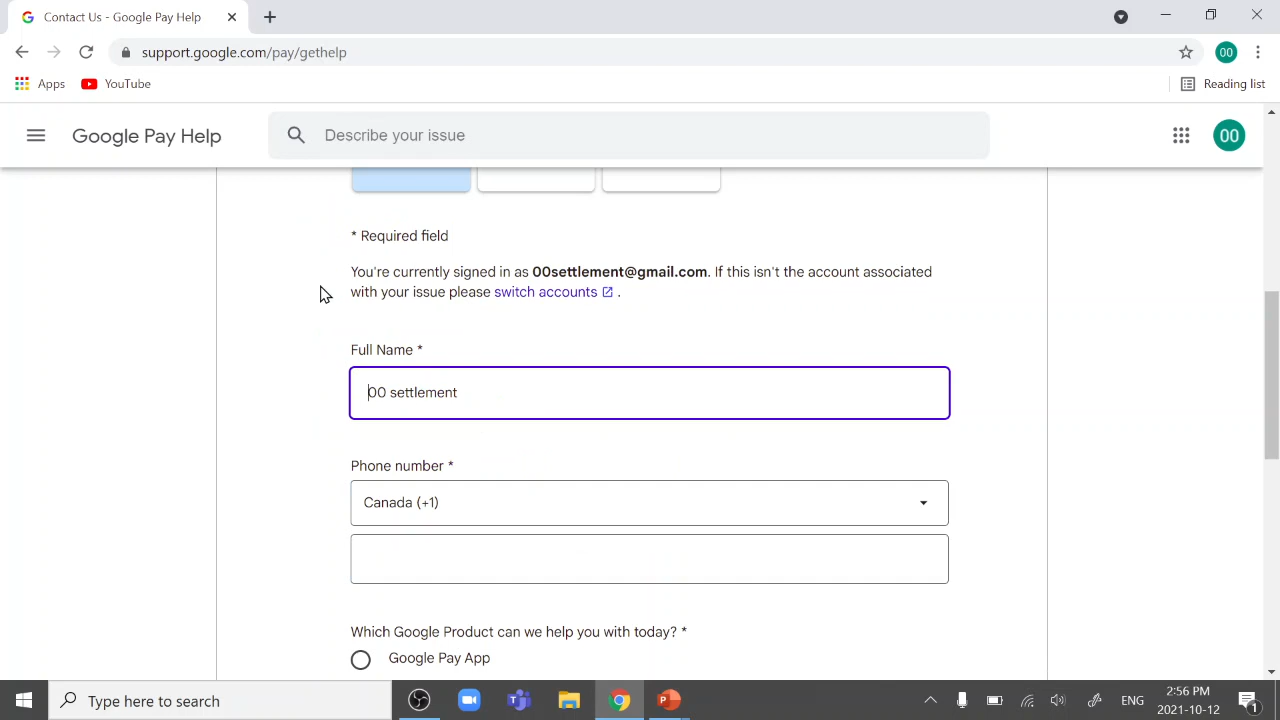 Contact Us - Google Pay Help
support.google.com/pay/gethelp
00
Apps
YouTube
Reading list
Google Pay Help
Describe your issue
00
* Required field
You're currently signed in as 00settlement@gmail.com. If this isn't the account associated
with your issue please switch accounts .
Full Name *
00 settlement
Phone number *
Canada (+1)
Which Google Product can we help you with today? *
Google Pay App
Type here to search
ENG
2:56 PM
2021-10-12
1